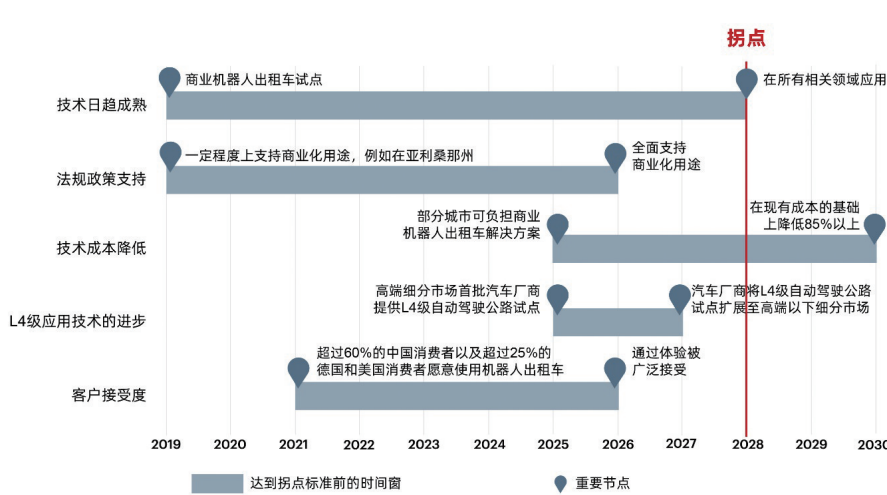 拐点
商业机器人出租车试点
在所有相关领域应用
技术日趋成熟
一定程度上支持商业化用途，例如在亚利桑那州
全面支持
商业化用途
法规政策支持
部分城市可负担商业
机器人出租车解决方案
在现有成本的基础
上降低85%以上
技术成本降低
高端细分市场首批汽车厂商
提供L4级自动驾驶公路试点
汽车厂商将L4级自动驾驶公路
试点扩展至高端以下细分市场
L4级应用技术的进步
超过60%的中国消费者以及超过25%的
德国和美国消费者愿意使用机器人出租车
通过体验被
广泛接受
客户接受度
2019 2020 2021 2022 2023 2024 2025 2026 2027 2028 2029 2030
达到拐点标准前的时间窗 重要节点